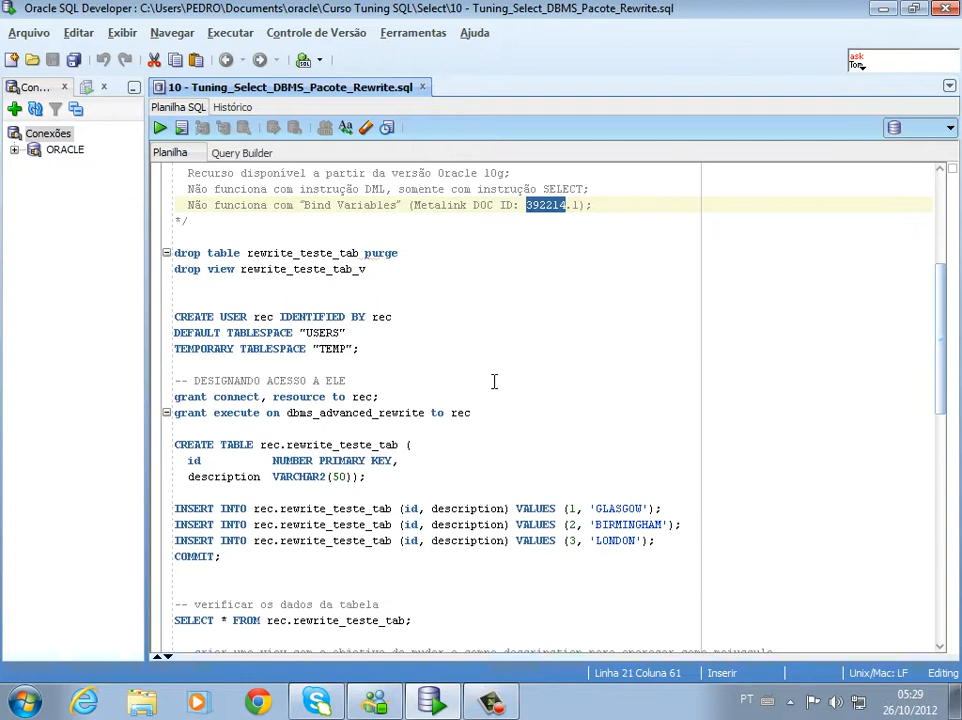 Oracle SQL Developer : C:\Users\PEDRO\Documents\oracle\Curso Tuning SQL\Select\10 - Tuning_Select_DBMS_Pacote_Rewrite.sql
Arquivo Editar Exibir Navegar Executar Controle de Versão Ferramentas Ajuda
ask
Tom
Con...
10 - Tuning_Select_DBMS_Pacote_Rewrite.sql
Planilha SQL Histórico
Conexões
ORACLE
Planilha Query Builder
Recurso disponível a partir da versão Oracle 10g;
Não funciona com instrução DML, somente com instrução SELECT;
Não funciona com "Bind Variables" (Metalink DOC ID: 392214.1);
*/
drop table rewrite_teste_tab purge
drop view rewrite_teste_tab_v
CREATE USER rec IDENTIFIED BY rec
DEFAULT TABLESPACE "USERS"
TEMPORARY TABLESPACE "TEMP";
-- DESIGNANDO ACESSO A ELE
grant connect, resource to rec;
grant execute on dbms_advanced_rewrite to rec
CREATE TABLE rec.rewrite_teste_tab (
id NUMBER PRIMARY KEY,
description VARCHAR2(50));
INSERT INTO rec.rewrite_teste_tab (id, description) VALUES (1, 'GLASGOW');
INSERT INTO rec.rewrite_teste_tab (id, description) VALUES (2, 'BIRMINGHAM');
INSERT INTO rec.rewrite_teste_tab (id, description) VALUES (3, 'LONDON');
COMMIT;
-- verificar os dados da tabela
SELECT * FROM rec.rewrite_teste_tab;
Linha 21 Coluna 61 Inserir Unix/Mac: LF Editing
PT
05:29
26/10/2012